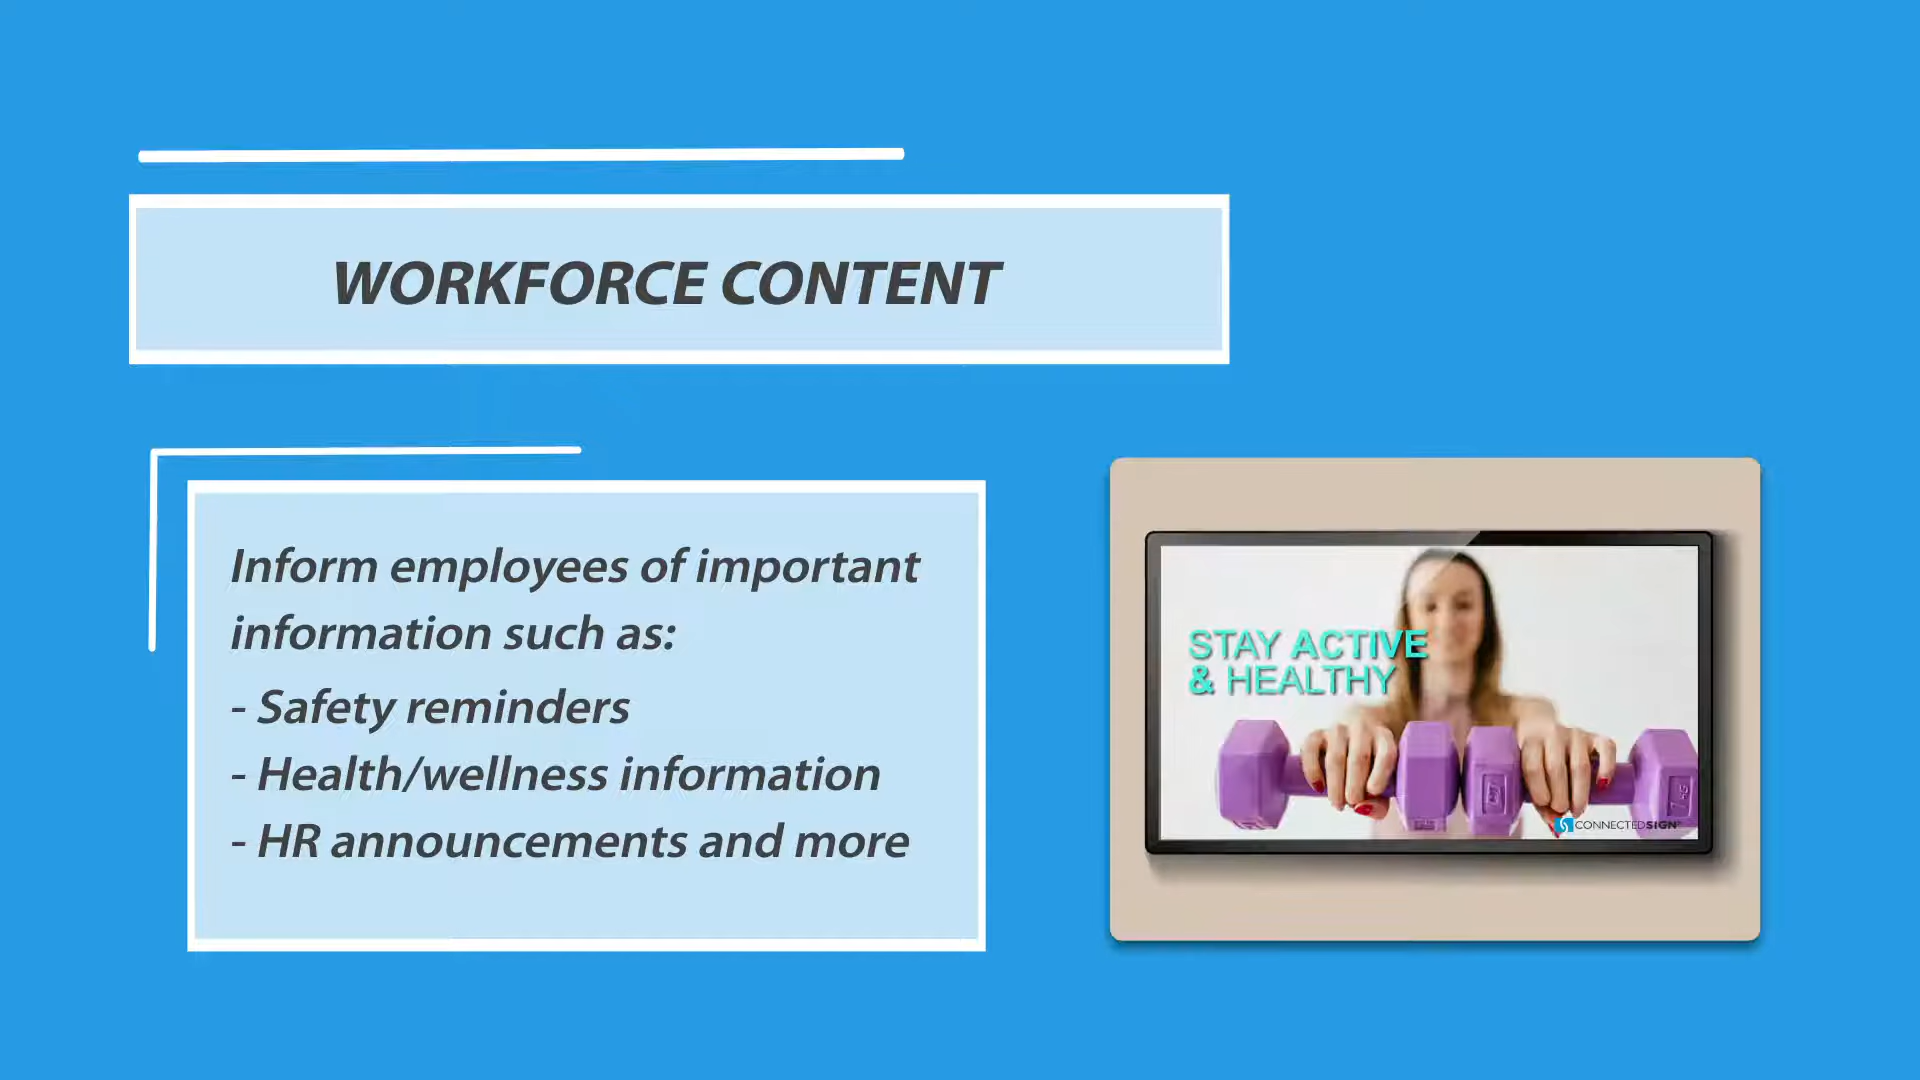 WORKFORCE CONTENT
Inform employees of important
information such as:
- Safety reminders
- Health/wellness information
- HR announcements and more
STAY ACTIVE
& HEALTHY
CONNECTEDSIGN